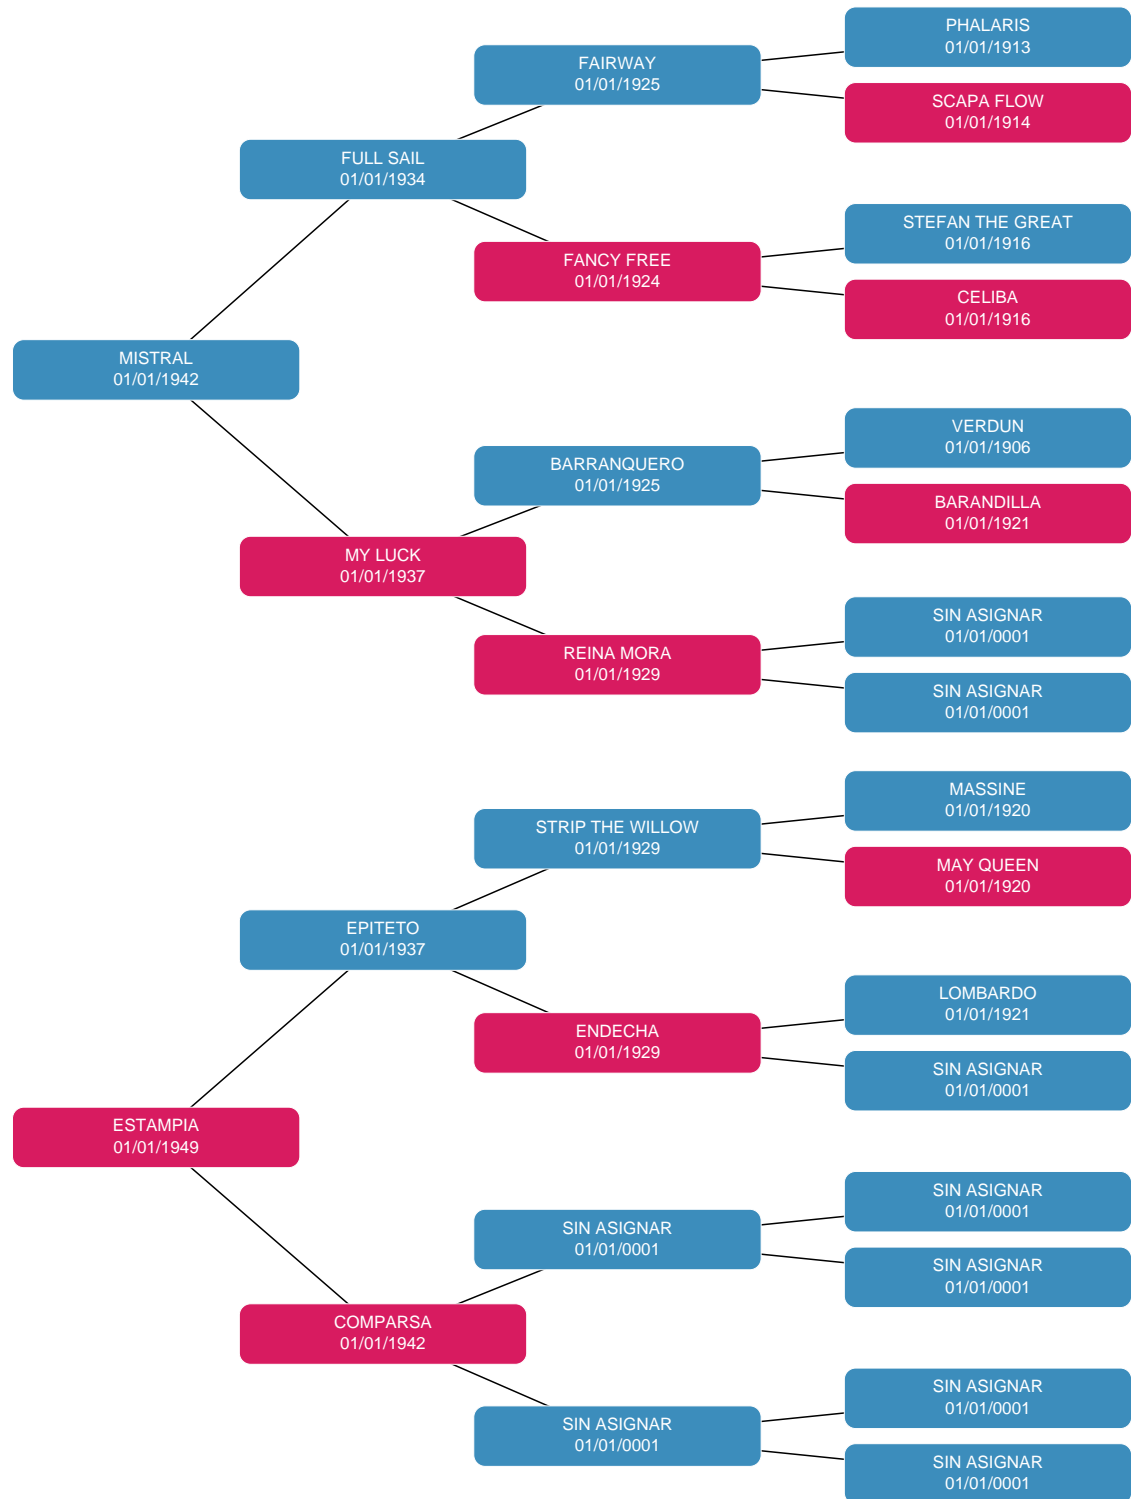 PHALARIS
01/01/1913
FAIRWAY
01/01/1925
SCAPA FLOW
01/01/1914
FULL SAIL
01/01/1934
STEFAN THE GREAT
01/01/1916
FANCY FREE
01/01/1924
CELIBA
01/01/1916
MISTRAL
01/01/1942
VERDUN
01/01/1906
BARRANQUERO
01/01/1925
BARANDILLA
01/01/1921
MY LUCK
01/01/1937
SIN ASIGNAR
01/01/0001
REINA MORA
01/01/1929
SIN ASIGNAR
01/01/0001
MASSINE
01/01/1920
STRIP THE WILLOW
01/01/1929
MAY QUEEN
01/01/1920
EPITETO
01/01/1937
LOMBARDO
01/01/1921
ENDECHA
01/01/1929
SIN ASIGNAR
01/01/0001
ESTAMPIA
01/01/1949
SIN ASIGNAR
01/01/0001
SIN ASIGNAR
01/01/0001
SIN ASIGNAR
01/01/0001
COMPARSA
01/01/1942
SIN ASIGNAR
01/01/0001
SIN ASIGNAR
01/01/0001
SIN ASIGNAR
01/01/0001